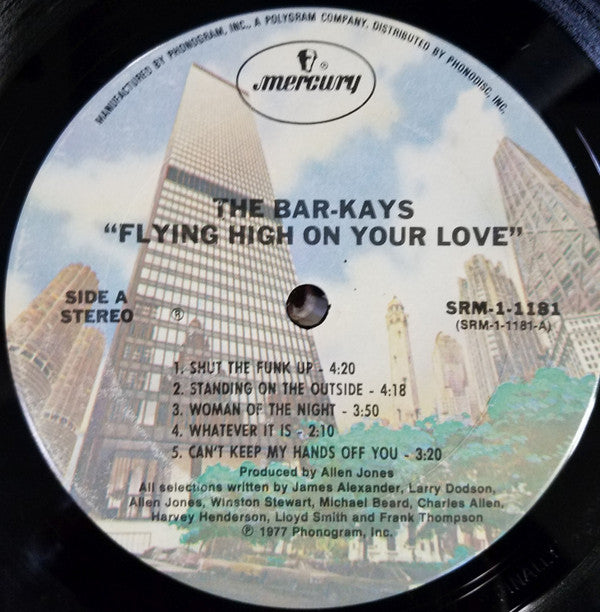 MANUFACTURED BY PHONOGRAM, INC., A POLYGRAM COMPANY, DISTRIBUTED BY PHONODISC, INC.
®
mercury
THE BAR-KAYS
"FLYING HIGH ON YOUR LOVE"
SIDE A
STEREO
℗
SRM-1-1181
(SRM-1-1181-A)
1. SHUT THE FUNK UP - 4:20
2. STANDING ON THE OUTSIDE - 4:18
3. WOMAN OF THE NIGHT - 3:50
4. WHATEVER IT IS - 2:10
5. CAN'T KEEP MY HANDS OFF YOU - 3:20
Produced by Allen Jones
All selections written by James Alexander, Larry Dodson,
Allen Jones, Winston Stewart, Michael Beard, Charles Allen,
Harvey Henderson, Lloyd Smith and Frank Thompson
℗ 1977 Phonogram, Inc.